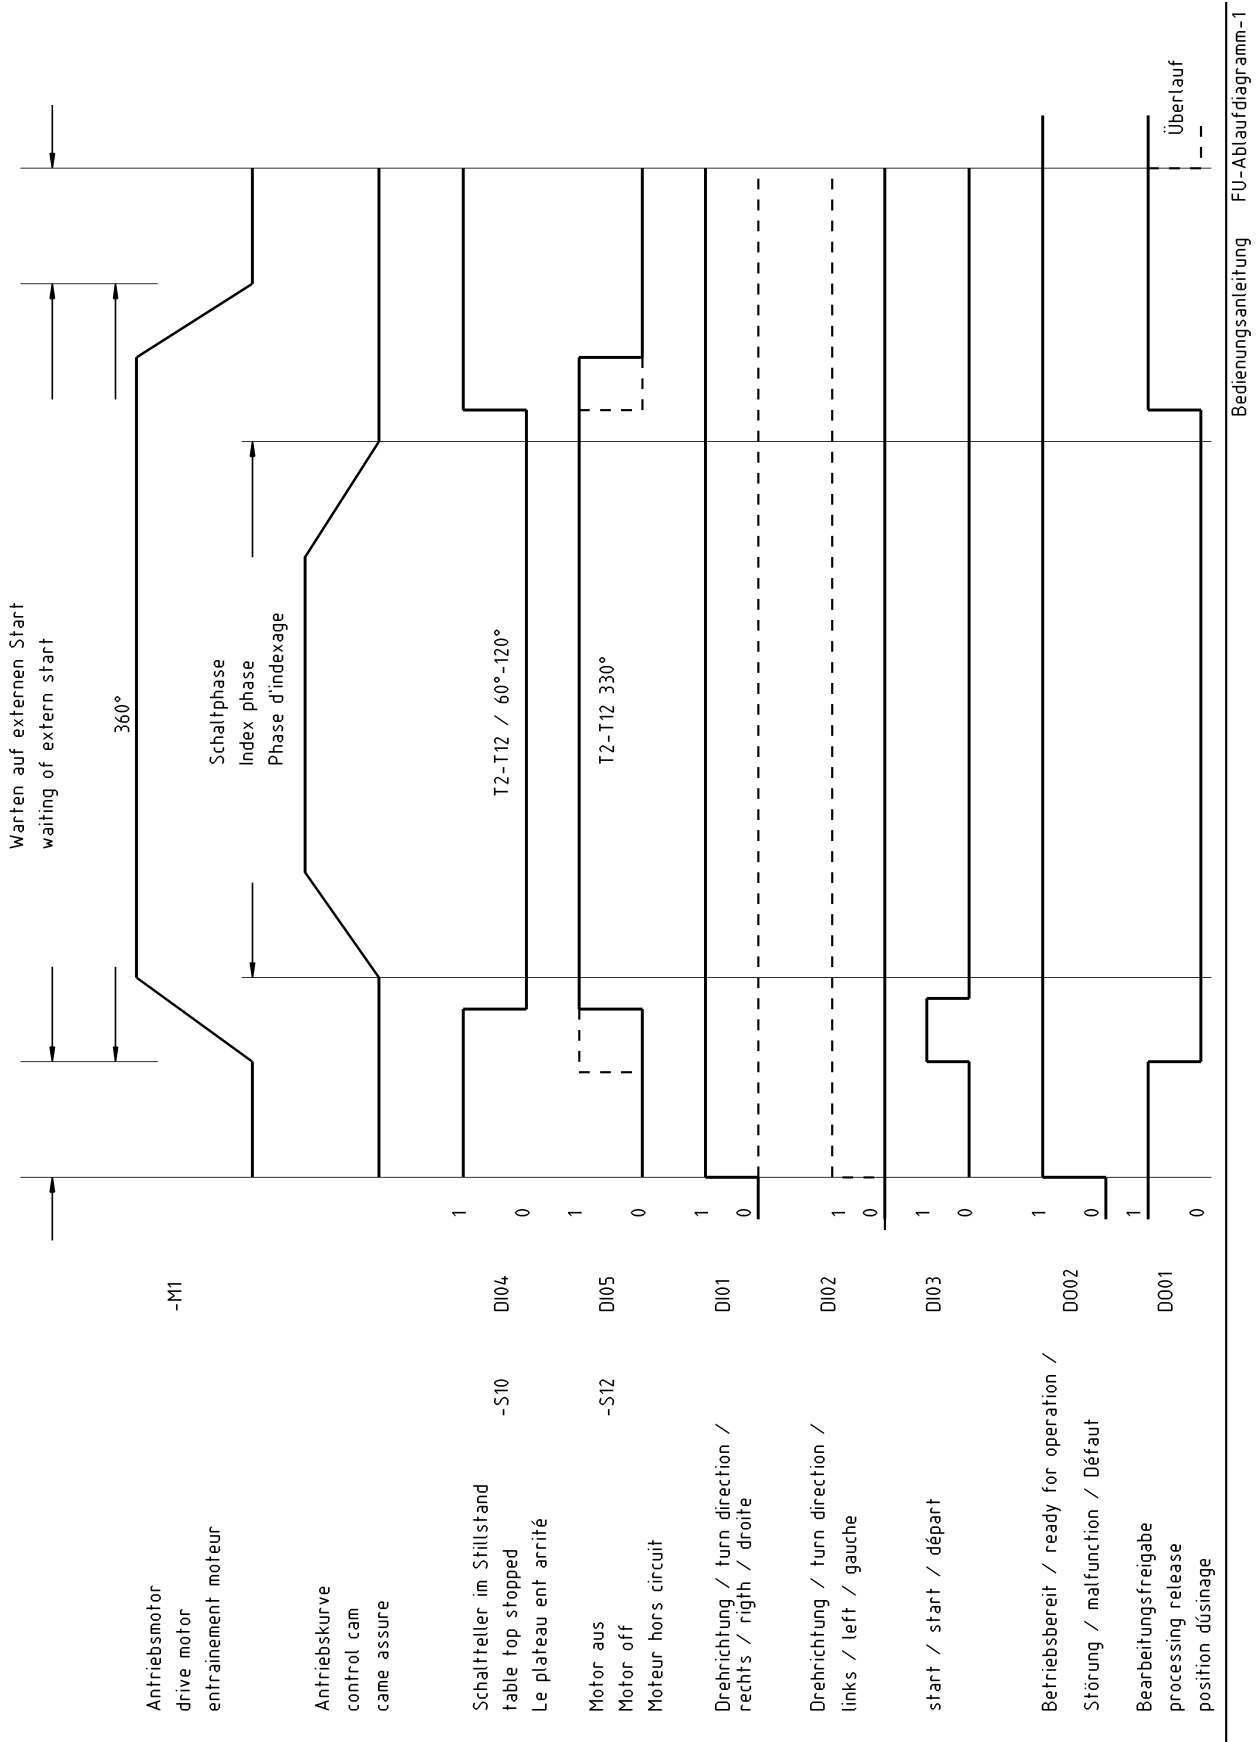 Warten auf externen Start
waiting of extern start
360°
Antriebsmotor
drive motor
entrainement moteur
-M1
Schaltphase
Index phase
Phase d'indexage
Antriebskurve
control cam
came assure
Schaltteller im Stillstand
table top stopped
Le plateau ent arrité
-S10
DI04
1
0
T2-T12 / 60°-120°
Motor aus
Motor off
Moteur hors circuit
-S12
DI05
1
0
T2-T12 330°
Drehrichtung / turn direction /
rechts / rigth / droite
DI01
1
0
Drehrichtung / turn direction /
links / left / gauche
DI02
1
0
start / start / départ
DI03
1
0
Betriebsbereit / ready for operation /
Störung / malfunction / Défaut
DO02
1
0
Bearbeitungsfreigabe
processing release
position dúsinage
DO01
1
0
Überlauf
Bedienungsanleitung FU-Ablaufdiagramm-1